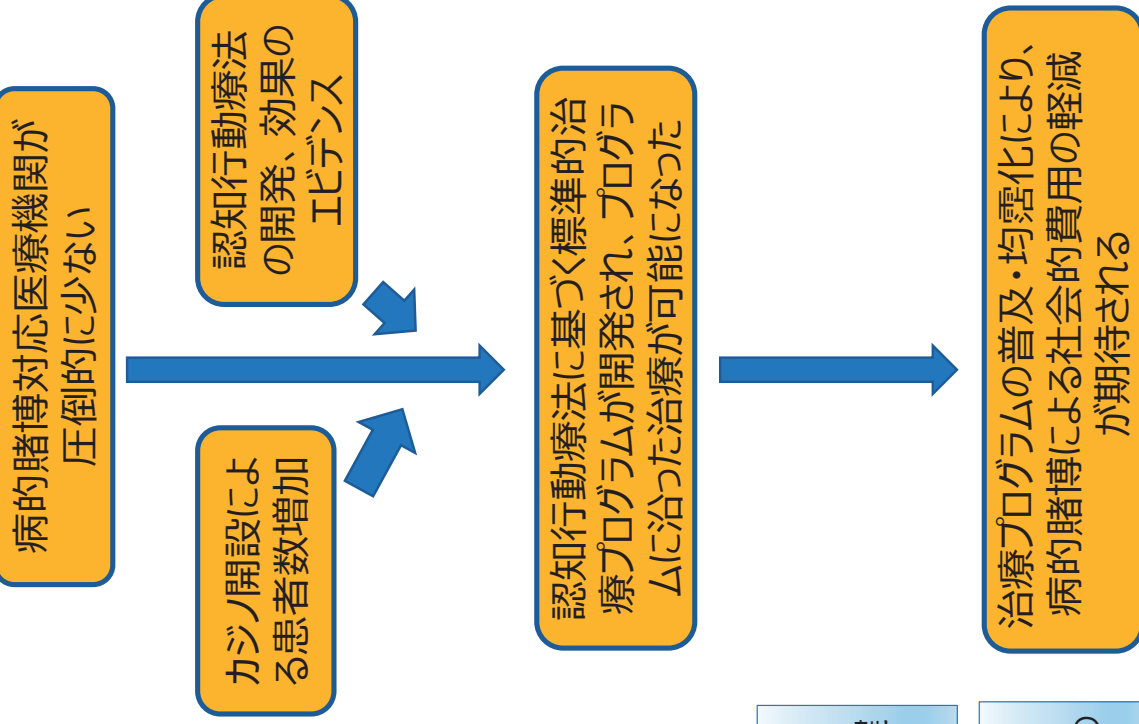 病的賭博対応医療機関が
圧倒的に少ない
カジノ開設によ
る患者数増加
認知行動療法
の開発、効果の
エビデンス
認知行動療法に基づく標準的治
療プログラムが開発され、プログラ
ムに沿った治療が可能になった
治療プログラムの普及・均霑化により、
病的賭博による社会的費用の軽減
が期待される